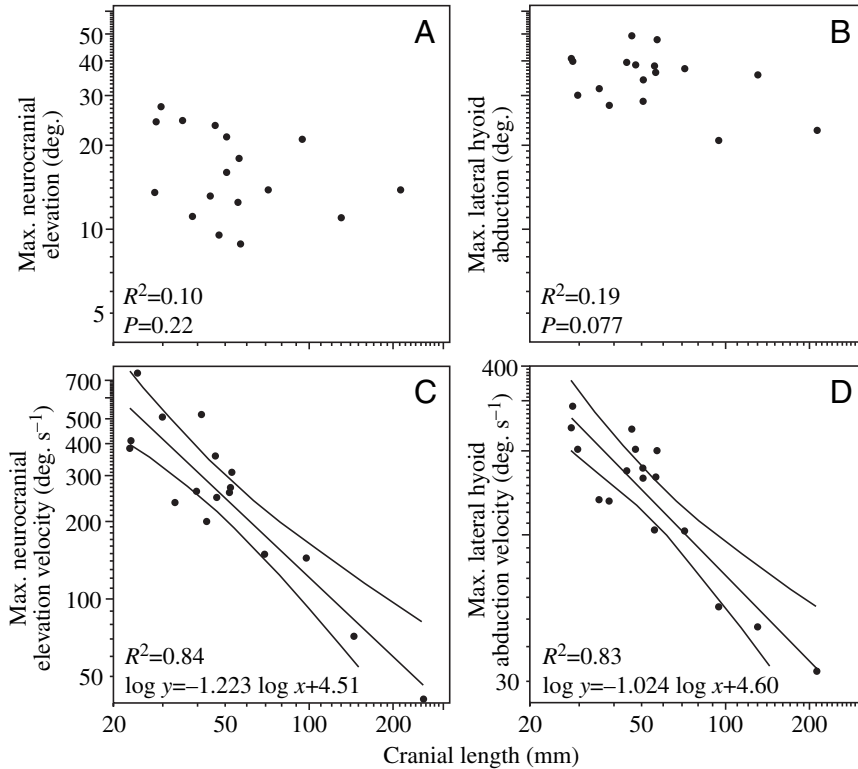 A
Max. neurocranial
elevation (deg.)
50
40
30
20
10
5
R²=0.10
P=0.22
B
Max. lateral hyoid
abduction (deg.)
R²=0.19
P=0.077
C
Max. neurocranial
elevation velocity (deg. s⁻¹)
700
500
400
300
200
100
50
R²=0.84
log y=−1.223 log x+4.51
20
50
100
200
D
Max. lateral hyoid
abduction velocity (deg. s⁻¹)
400
30
R²=0.83
log y=−1.024 log x+4.60
20
50
100
200
Cranial length (mm)